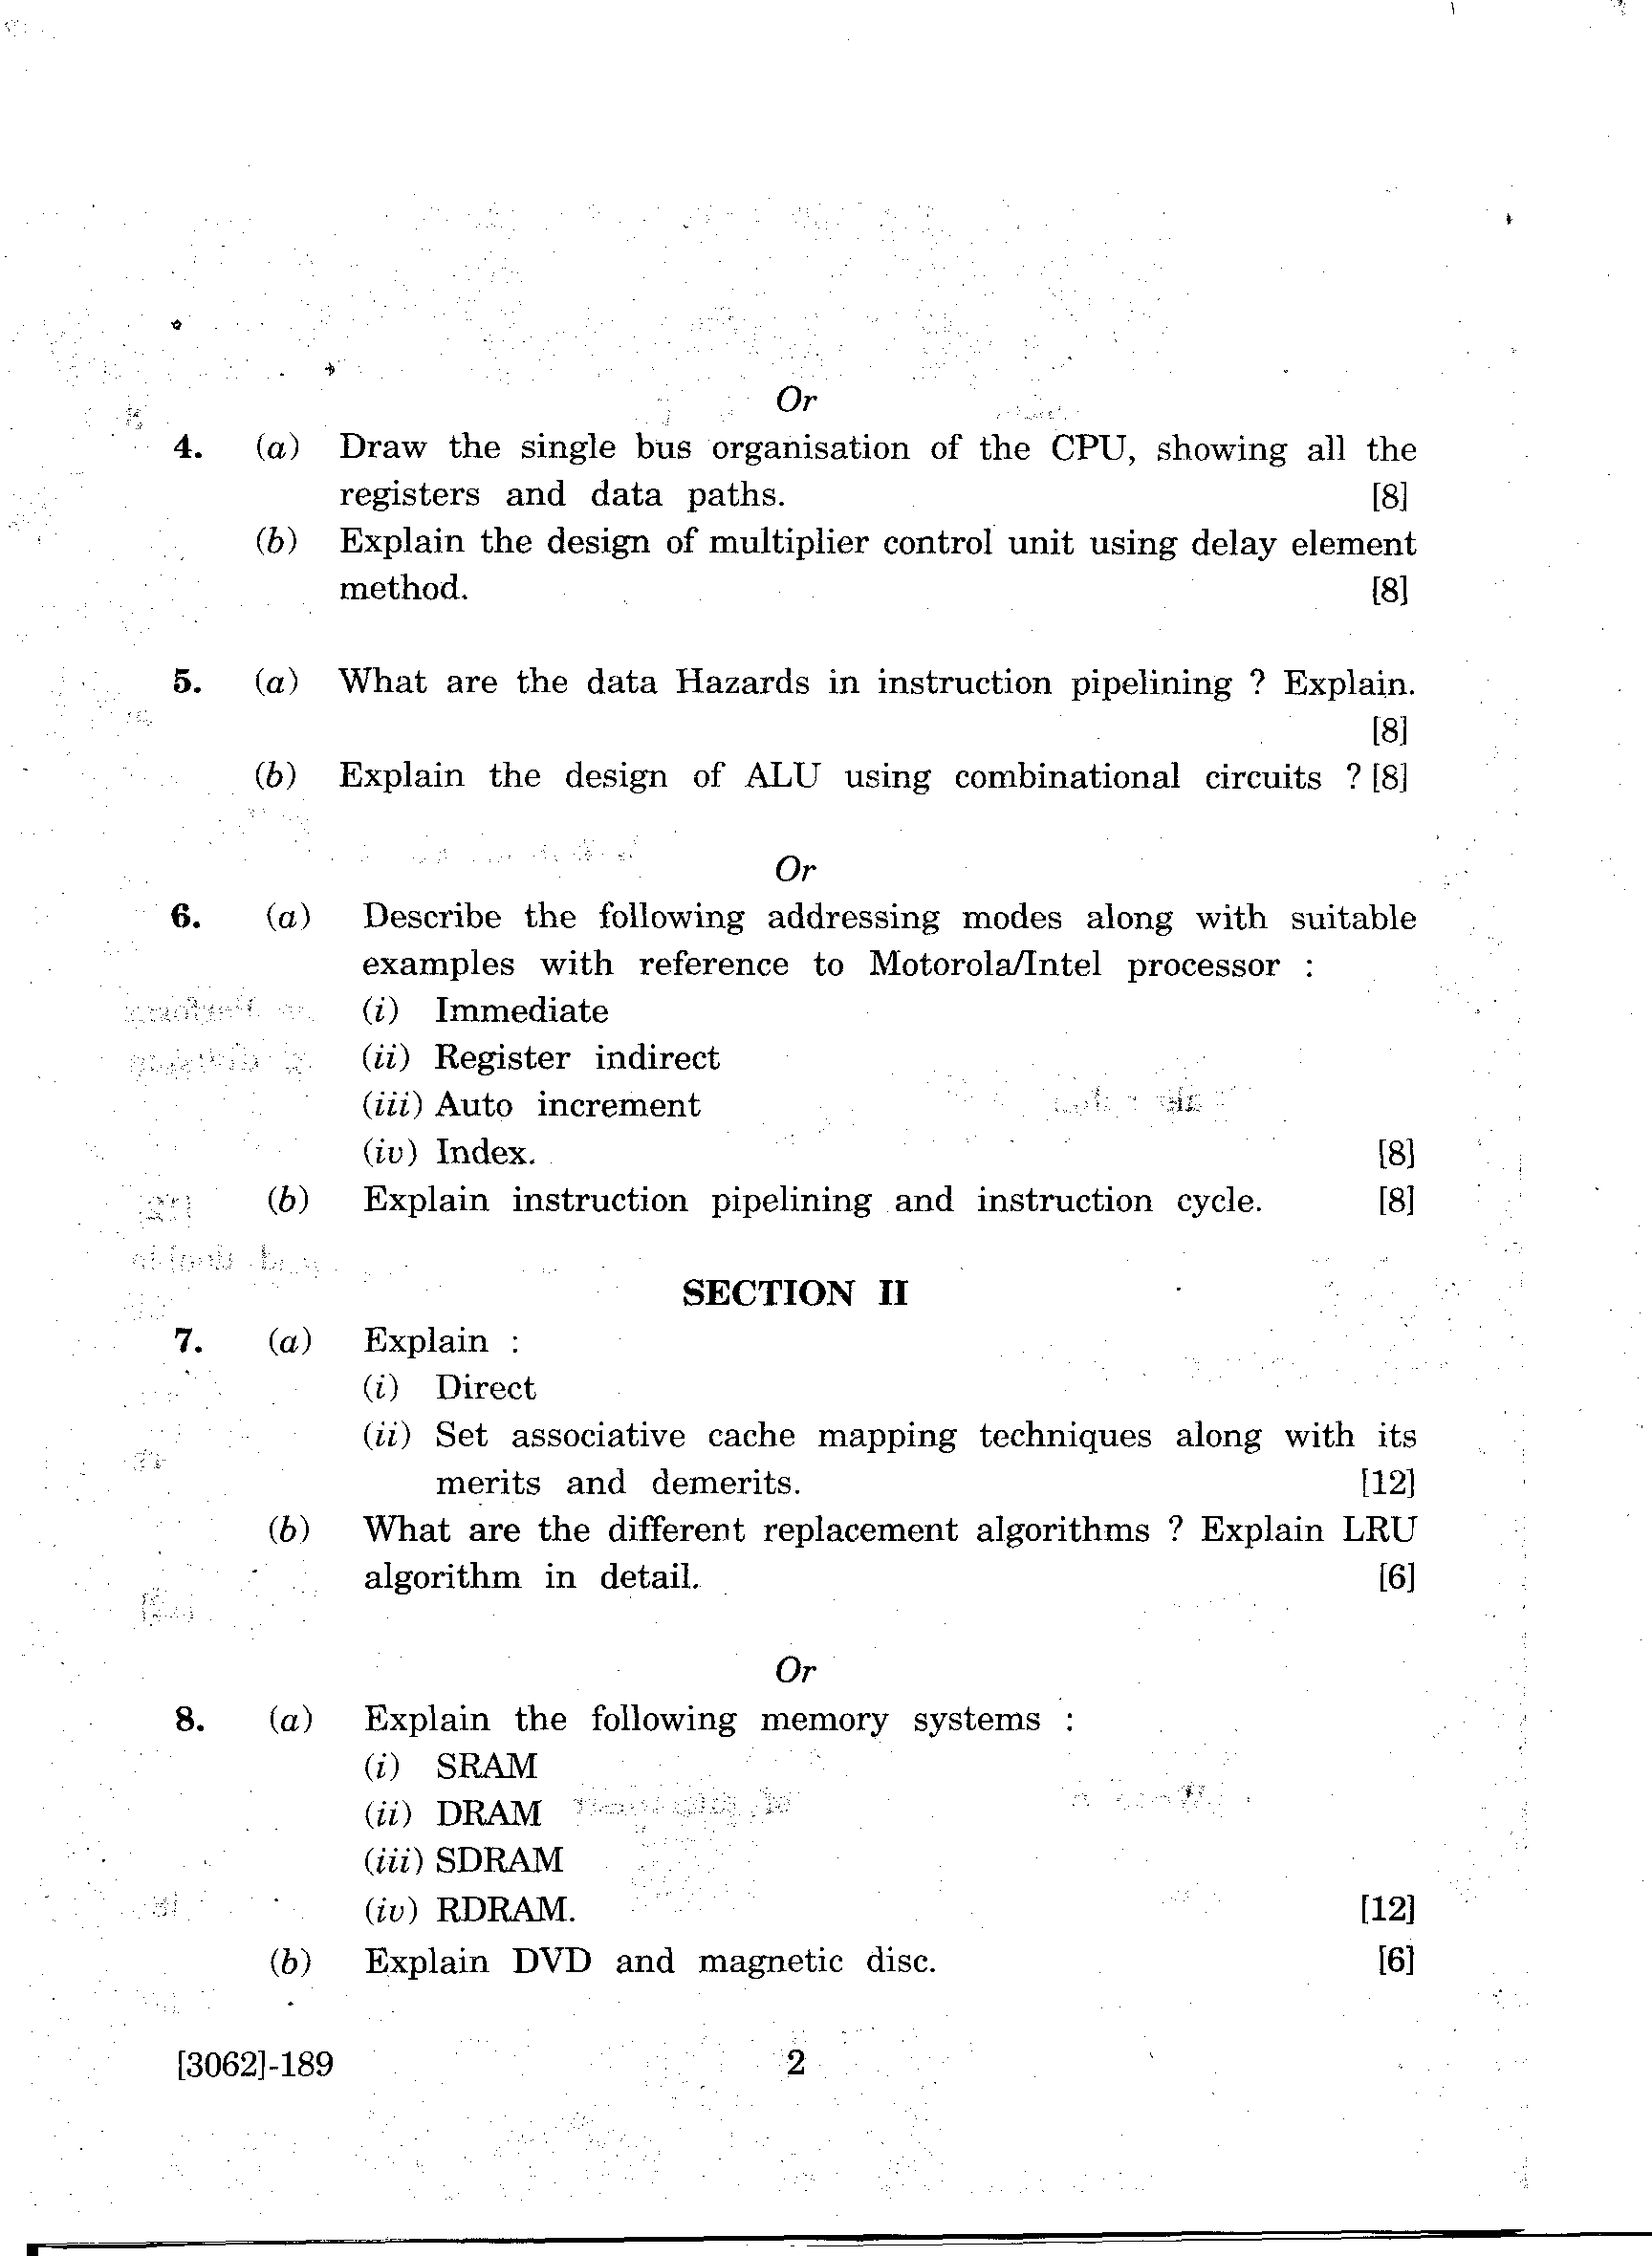 Or
4. (a) Draw the single bus organisation of the CPU, showing all the
registers and data paths. [8]
(b) Explain the design of multiplier control unit using delay element
method. [8]
5. (a) What are the data Hazards in instruction pipelining ? Explain.
[8]
(b) Explain the design of ALU using combinational circuits ? [8]
Or
6. (a) Describe the following addressing modes along with suitable
examples with reference to Motorola/Intel processor :
(i) Immediate
(ii) Register indirect
(iii) Auto increment
(iv) Index. [8]
(b) Explain instruction pipelining and instruction cycle. [8]
SECTION II
7. (a) Explain :
(i) Direct
(ii) Set associative cache mapping techniques along with its
merits and demerits. [12]
(b) What are the different replacement algorithms ? Explain LRU
algorithm in detail. [6]
Or
8. (a) Explain the following memory systems :
(i) SRAM
(ii) DRAM
(iii) SDRAM
(iv) RDRAM. [12]
(b) Explain DVD and magnetic disc. [6]
[3062]-189 2